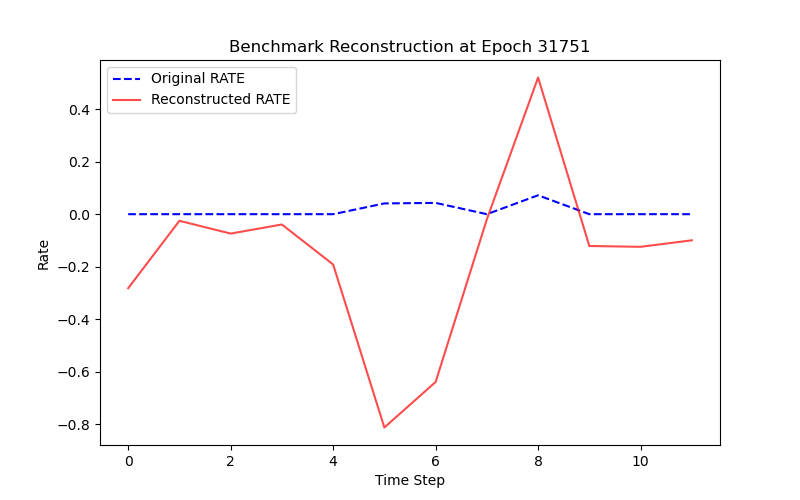 Benchmark Reconstruction at Epoch 31751
Original RATE
Reconstructed RATE
0.4
0.2
0.0
−0.2
−0.4
−0.6
−0.8
Rate
0 2 4 6 8 10
Time Step